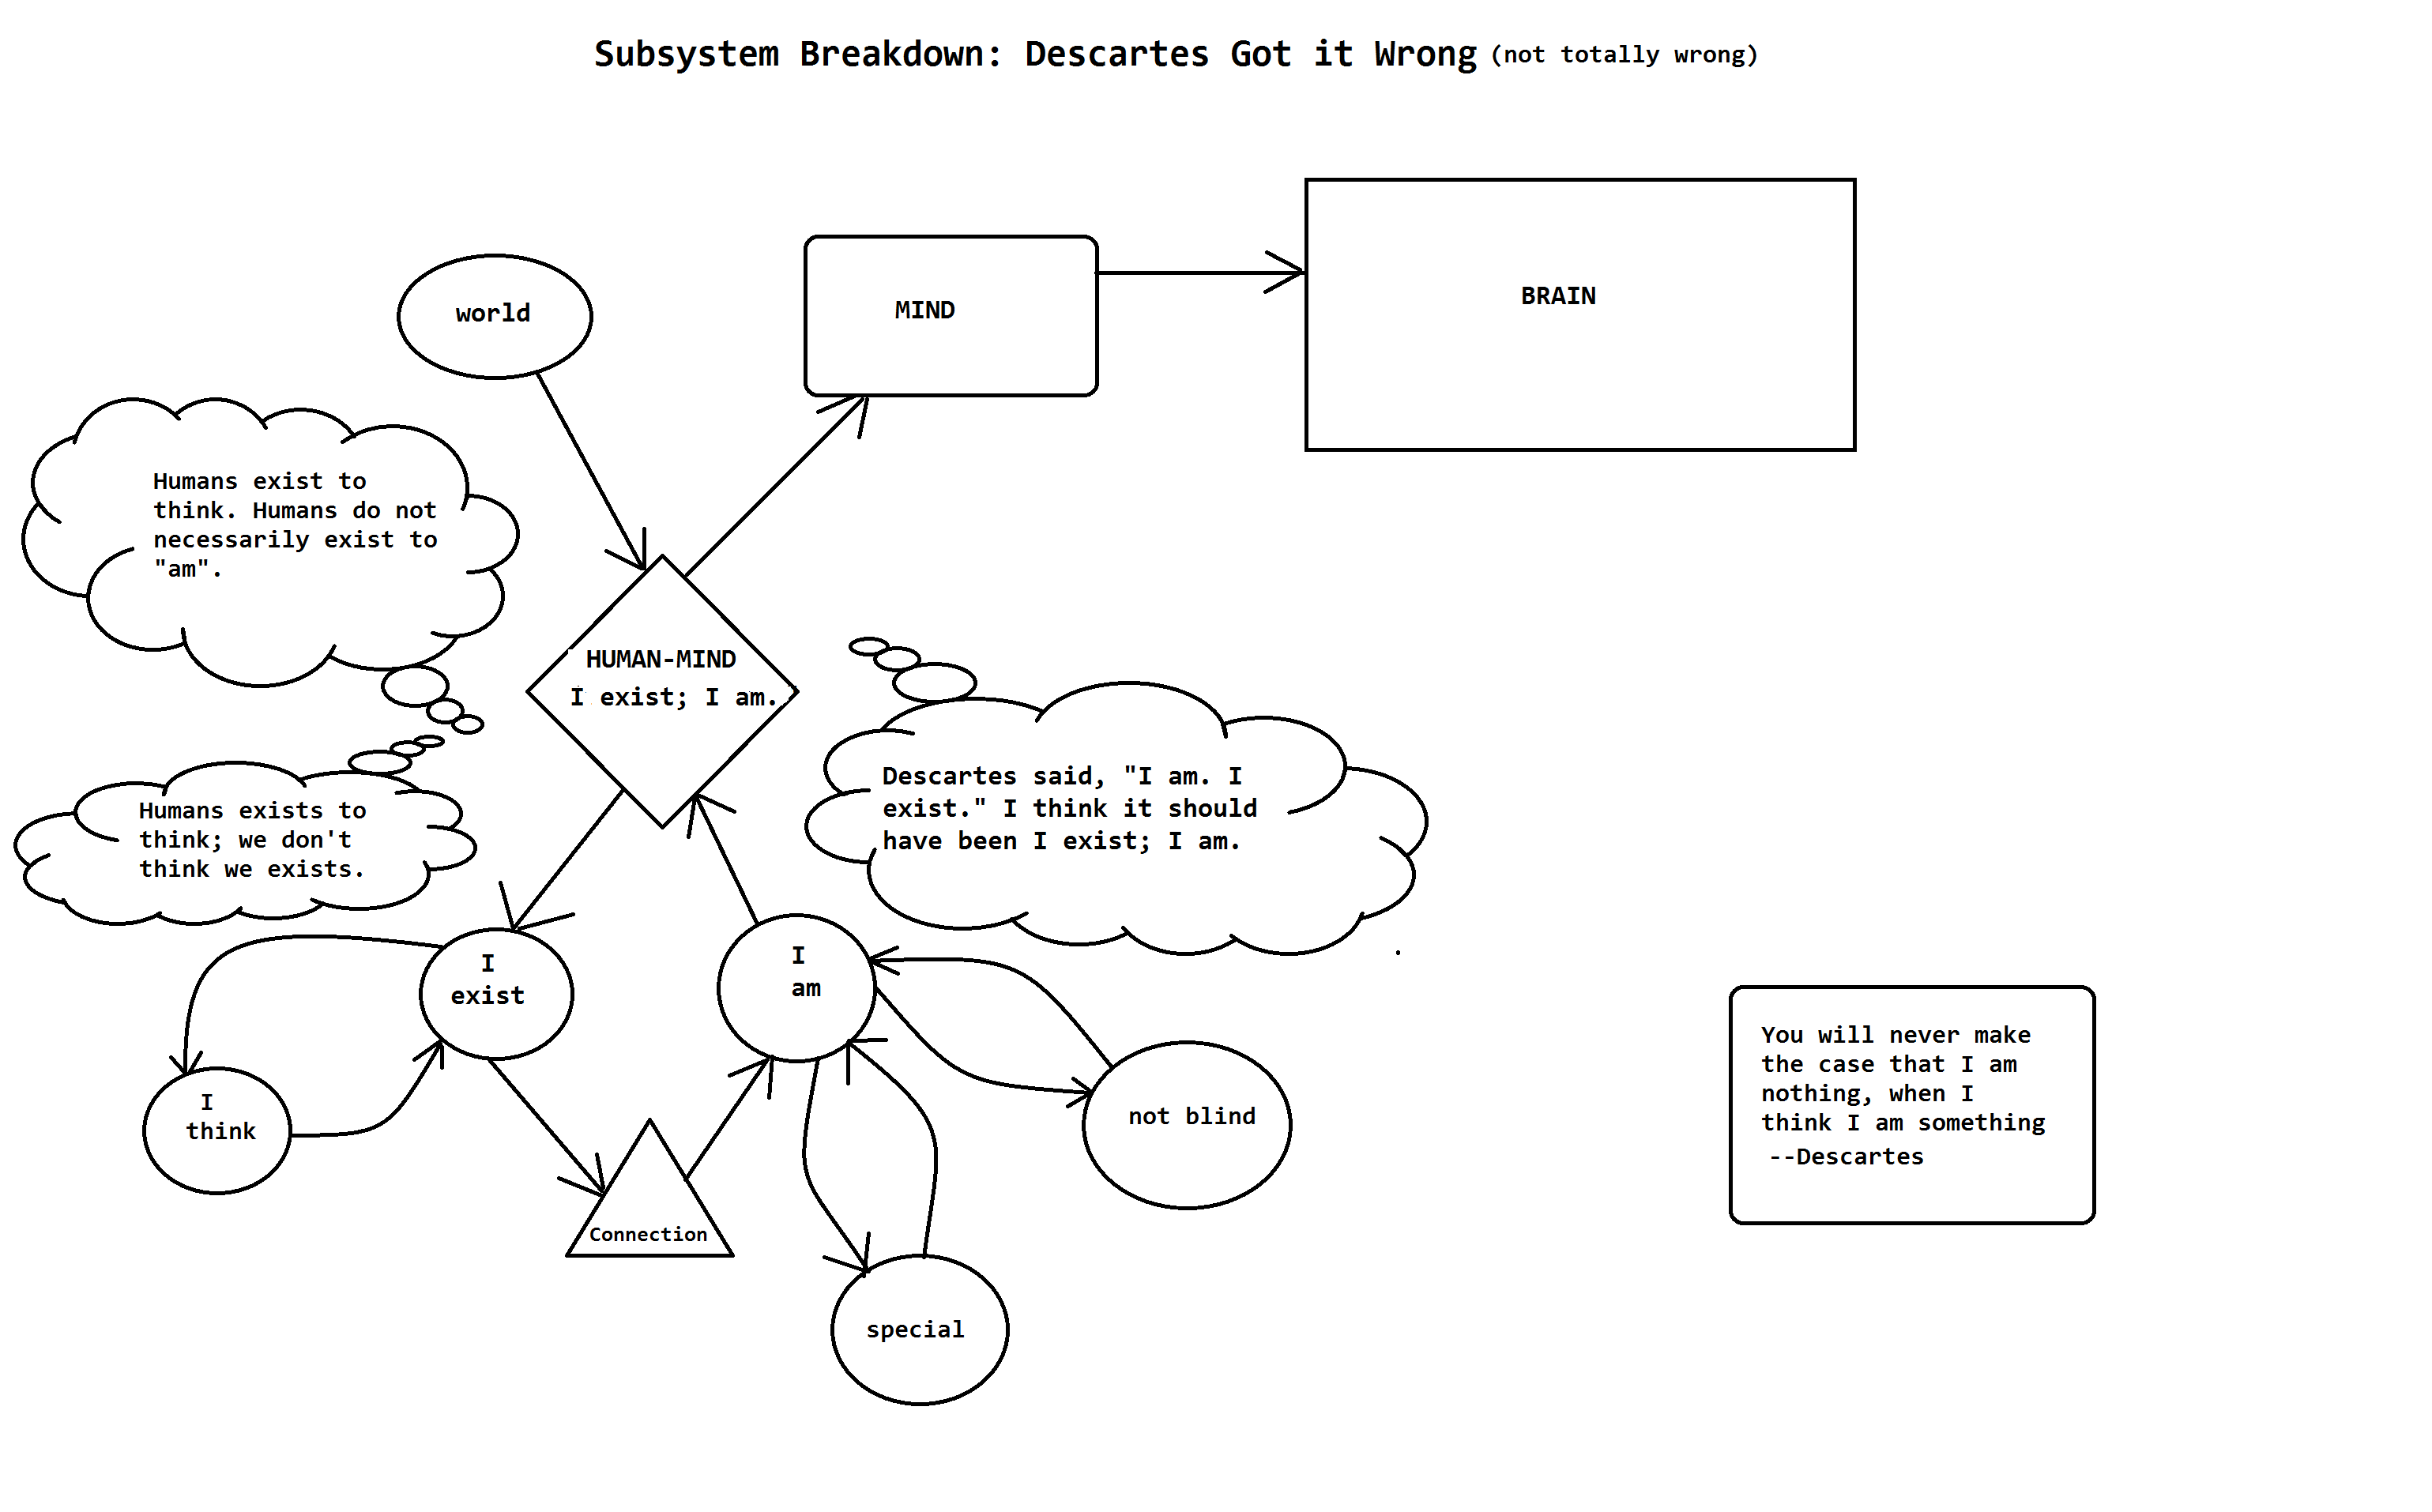 Subsystem Breakdown: Descartes Got it Wrong (not totally wrong)
world
MIND
BRAIN
Humans exist to
think. Humans do not
necessarily exist to
"am".
HUMAN-MIND
I exist; I am.
Humans exists to
think; we don't
think we exists.
Descartes said, "I am. I
exist." I think it should
have been I exist; I am.
I
exist
I
am
I
think
not blind
Connection
special
You will never make
the case that I am
nothing, when I
think I am something
--Descartes